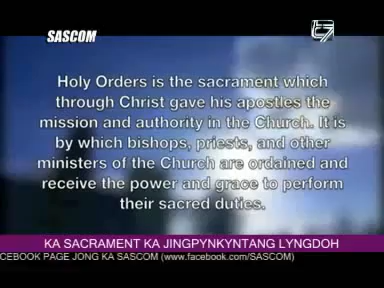 SASCOM
Holy Orders is the sacrament which
through Christ gave his apostles the
mission and authority in the Church. It is
by which bishops, priests, and other
ministers of the Church are ordained and
receive the power and grace to perform
their sacred duties.
KA SACRAMENT KA JINGPYNKYNTANG LYNGDOH
CEBOOK PAGE JONG KA SASCOM (www.facebook.com/SASCOM)